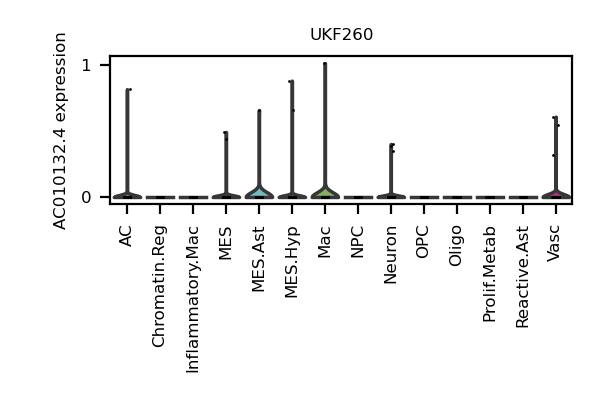 UKF260
AC010132.4 expression
1
0
AC
Chromatin.Reg
Inflammatory.Mac
MES
MES.Ast
MES.Hyp
Mac
NPC
Neuron
OPC
Oligo
Prolif.Metab
Reactive.Ast
Vasc